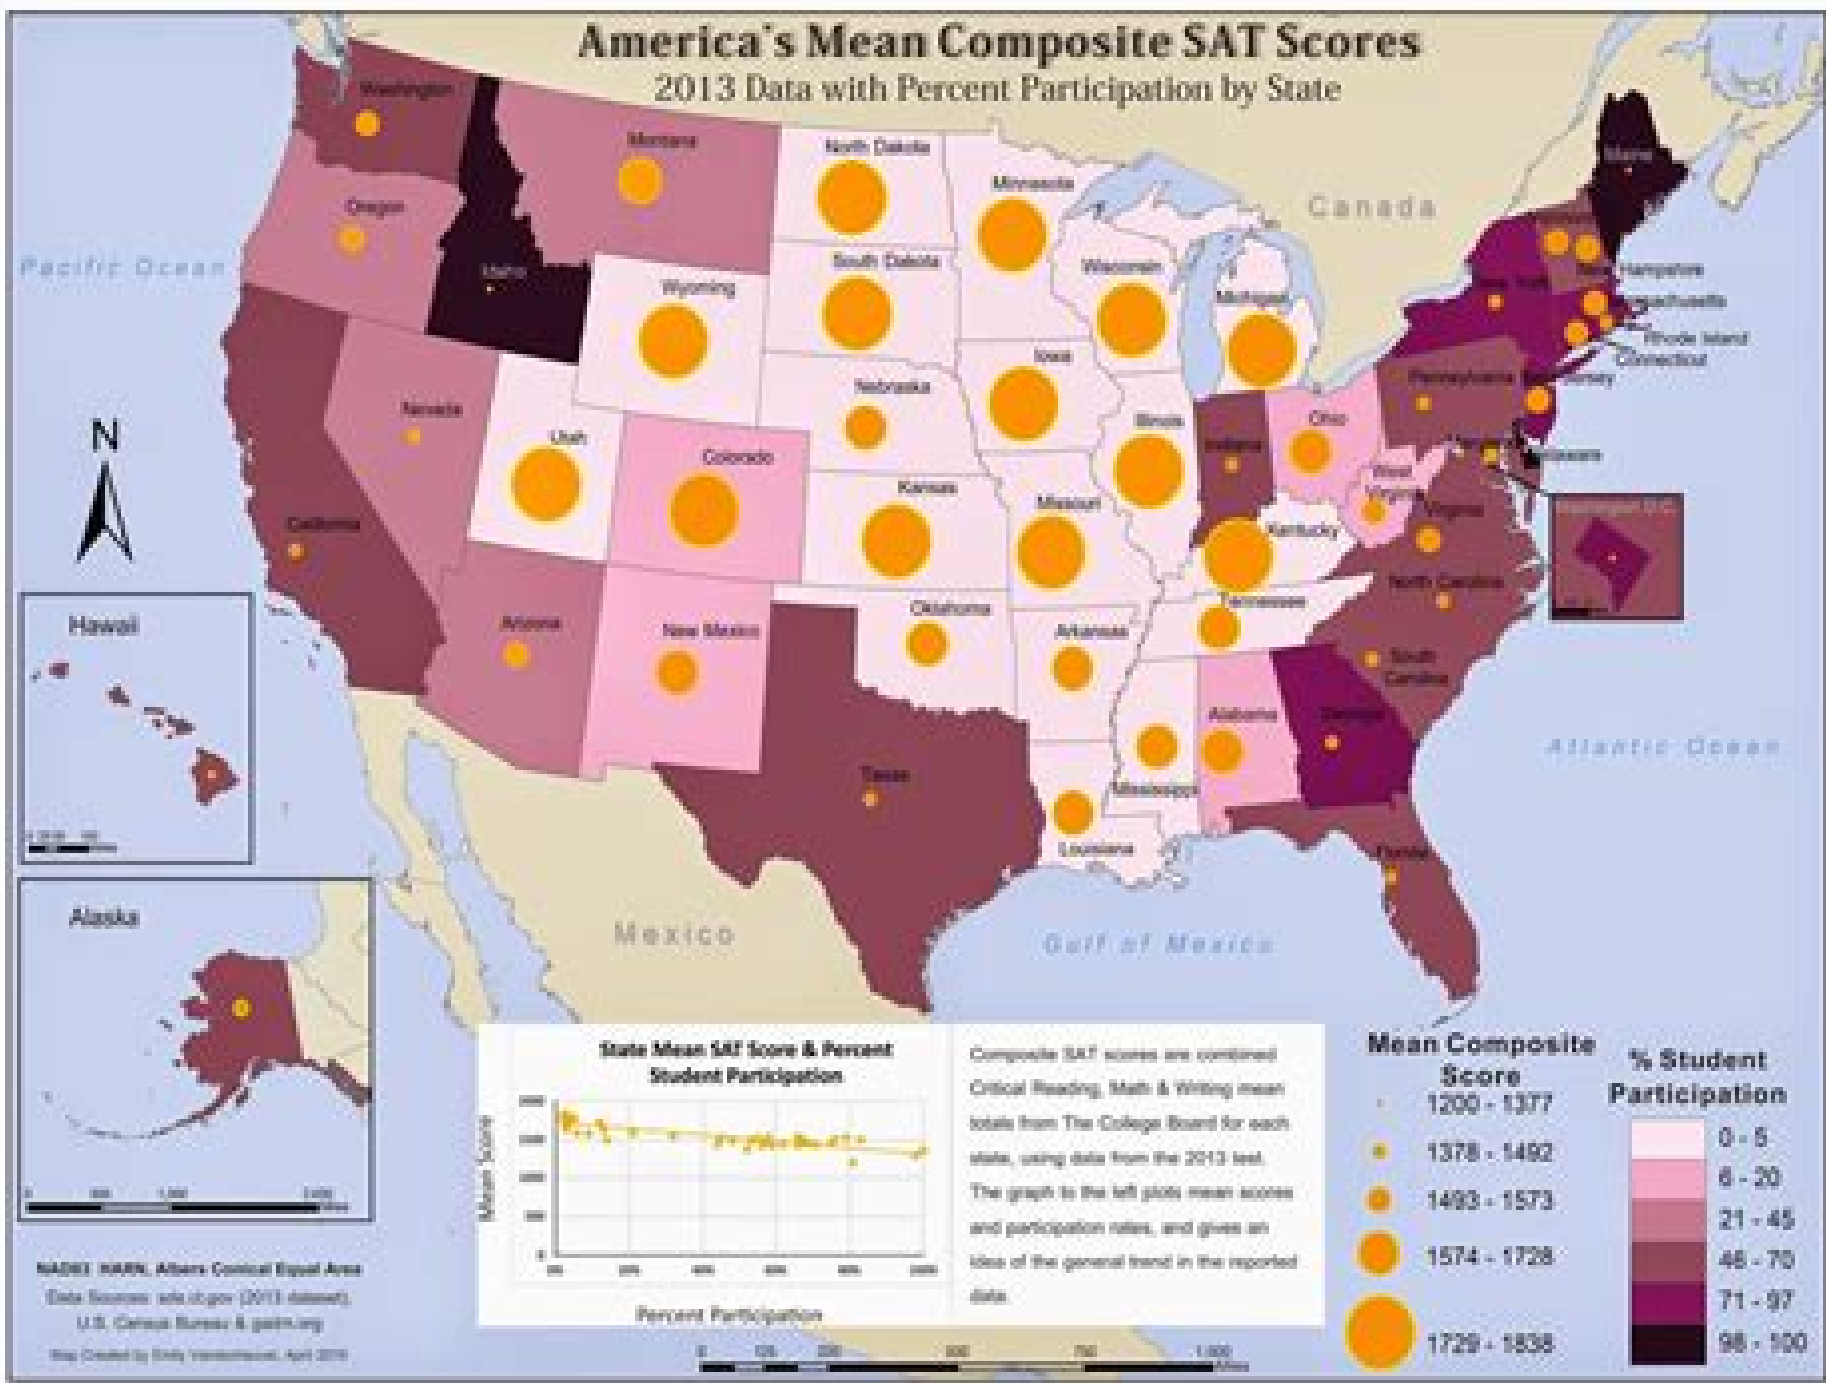 America's Mean Composite SAT Scores
2013 Data with Percent Participation by State
Washington
Montana
North Dakota
Minnesota
Maine
Canada
Oregon
Pacific Ocean
Idaho
Wyoming
South Dakota
Wisconsin
Michigan
Hampshire
Rhode Island
Connecticut
Iowa
Nebraska
Pennsylvania
Nevada
Utah
Colorado
Illinois
Indiana
Ohio
N
California
Kansas
Missouri
Kentucky
West
Virginia
Virginia
North Carolina
Hawaii
Arizona
New Mexico
Oklahoma
Arkansas
Tennessee
South
Carolina
Alabama
Georgia
Atlantic Ocean
Texas
Mississippi
Louisiana
Florida
Mexico
Gulf of Mexico
Alaska
State Mean SAT Score & Percent
Student Participation
Mean Score
Percent Participation
Composite SAT scores are combined
Critical Reading, Math & Writing mean
totals from The College Board for each
state, using data from the 2013 test.
The graph to the left plots mean scores
and participation rates, and gives an
idea of the general trend in the reported
data.
Mean Composite
Score
1200 - 1377
1378 - 1492
1493 - 1573
1574 - 1728
1729 - 1838
% Student
Participation
0 - 5
6 - 20
21 - 45
46 - 70
71 - 97
98 - 100
NAD83 HARN, Albers Conical Equal Area
U.S. Census Bureau &